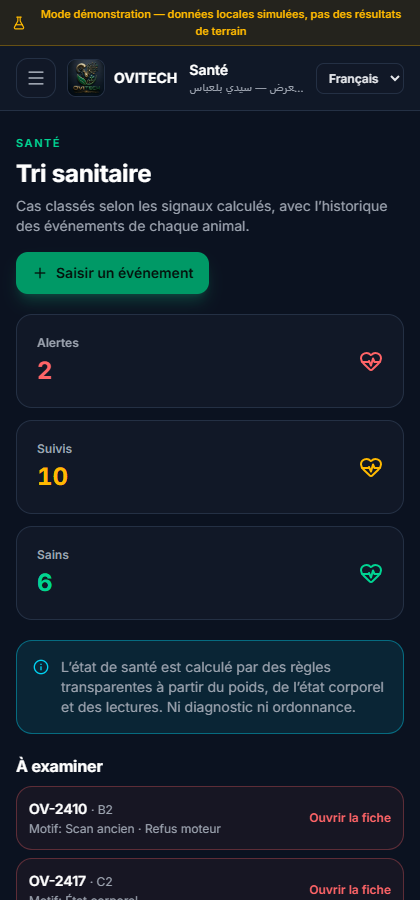 Mode démonstration — données locales simulées, pas des résultats
de terrain
OVITECH
Santé
...عرض — سيدي بلعباس
Français
SANTÉ
Tri sanitaire
Cas classés selon les signaux calculés, avec l’historique
des événements de chaque animal.
+ Saisir un événement
Alertes
2
Suivis
10
Sains
6
L’état de santé est calculé par des règles
transparentes à partir du poids, de l’état corporel
et des lectures. Ni diagnostic ni ordonnance.
À examiner
OV-2410 · B2
Motif: Scan ancien · Refus moteur
Ouvrir la fiche
OV-2417 · C2
Motif: État corporel
Ouvrir la fiche